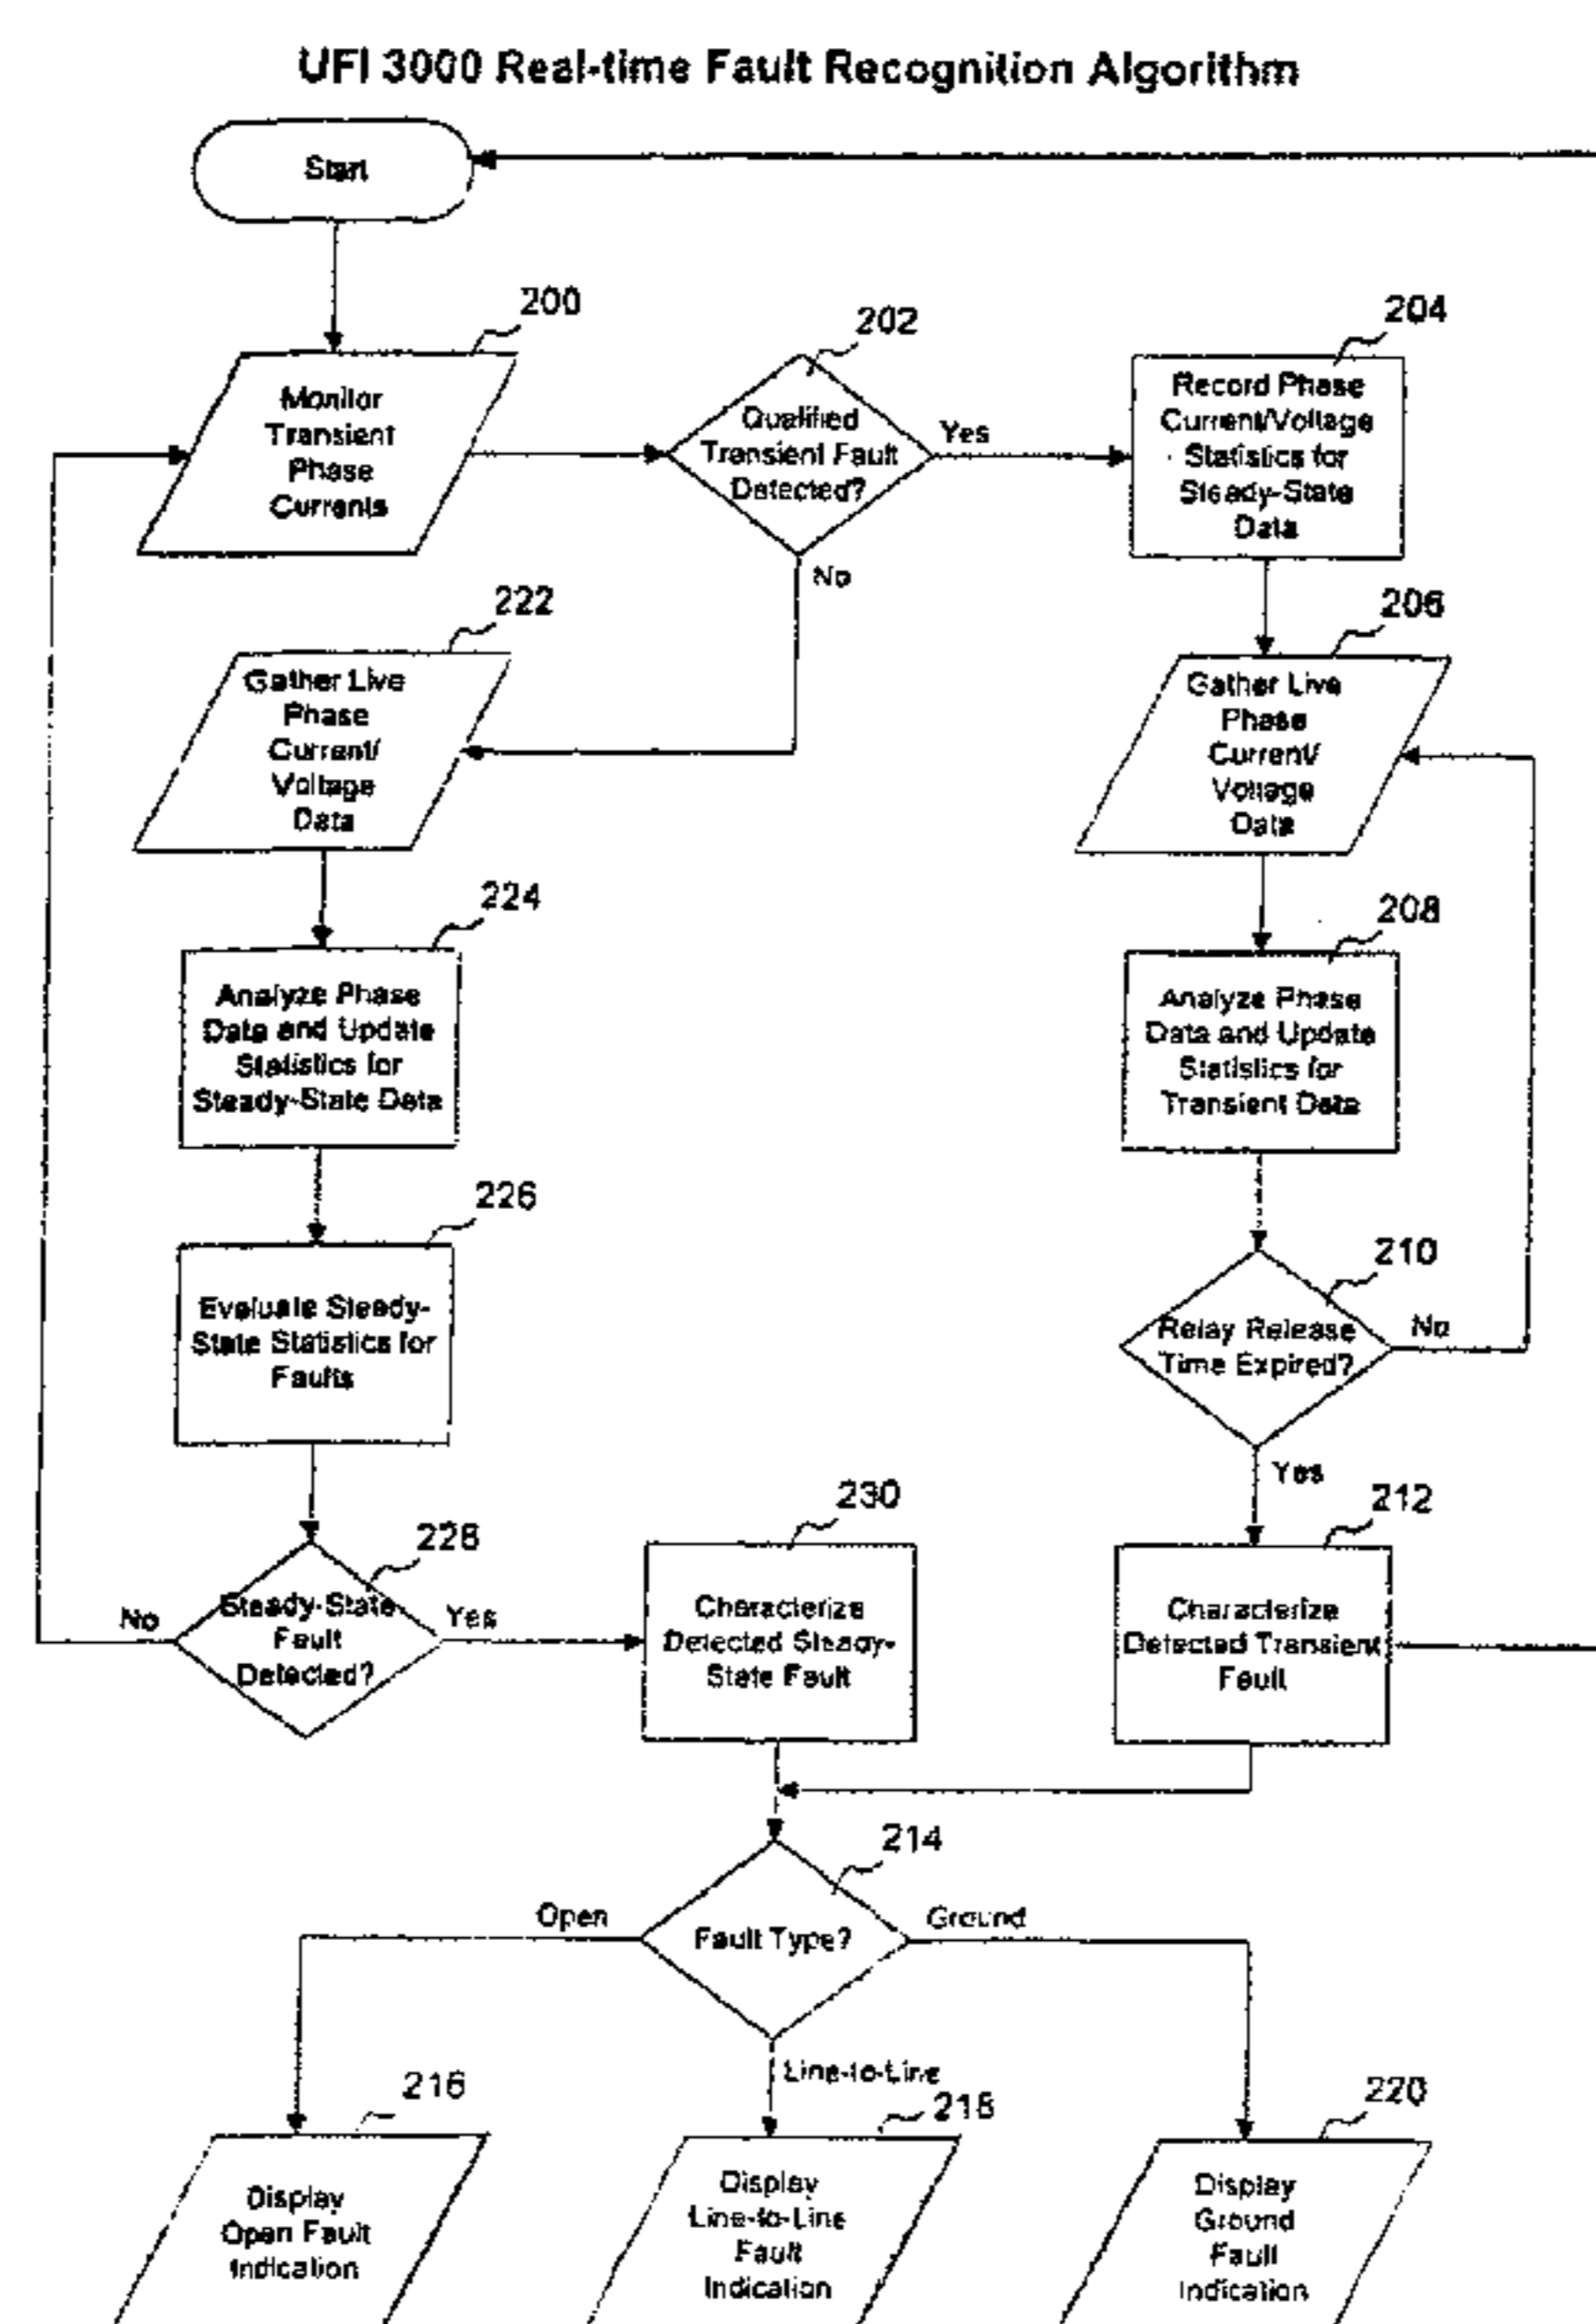 UFI 3000 Real-time Fault Recognition Algorithm
Start
200
Monitor
Transient
Phase
Currents
202
Qualified
Transient Fault
Detected?
Yes
No
204
Record Phase
Current/Voltage
Statistics for
Steady-State
Data
222
Gather Live
Phase
Current/
Voltage
Data
206
Gather Live
Phase
Current/
Voltage
Data
224
Analyze Phase
Data and Update
Statistics for
Steady-State Data
208
Analyze Phase
Data and Update
Statistics for
Transient Data
226
Evaluate Steady-
State Statistics for
Faults
210
Relay Release
Time Expired?
No
Yes
228
Steady-State
Fault
Detected?
No
Yes
230
Characterize
Detected Steady-
State Fault
212
Characterize
Detected Transient
Fault
214
Fault Type?
Open
Ground
Line-to-Line
216
Display
Open Fault
Indication
218
Display
Line-to-Line
Fault
Indication
220
Display
Ground
Fault
Indication